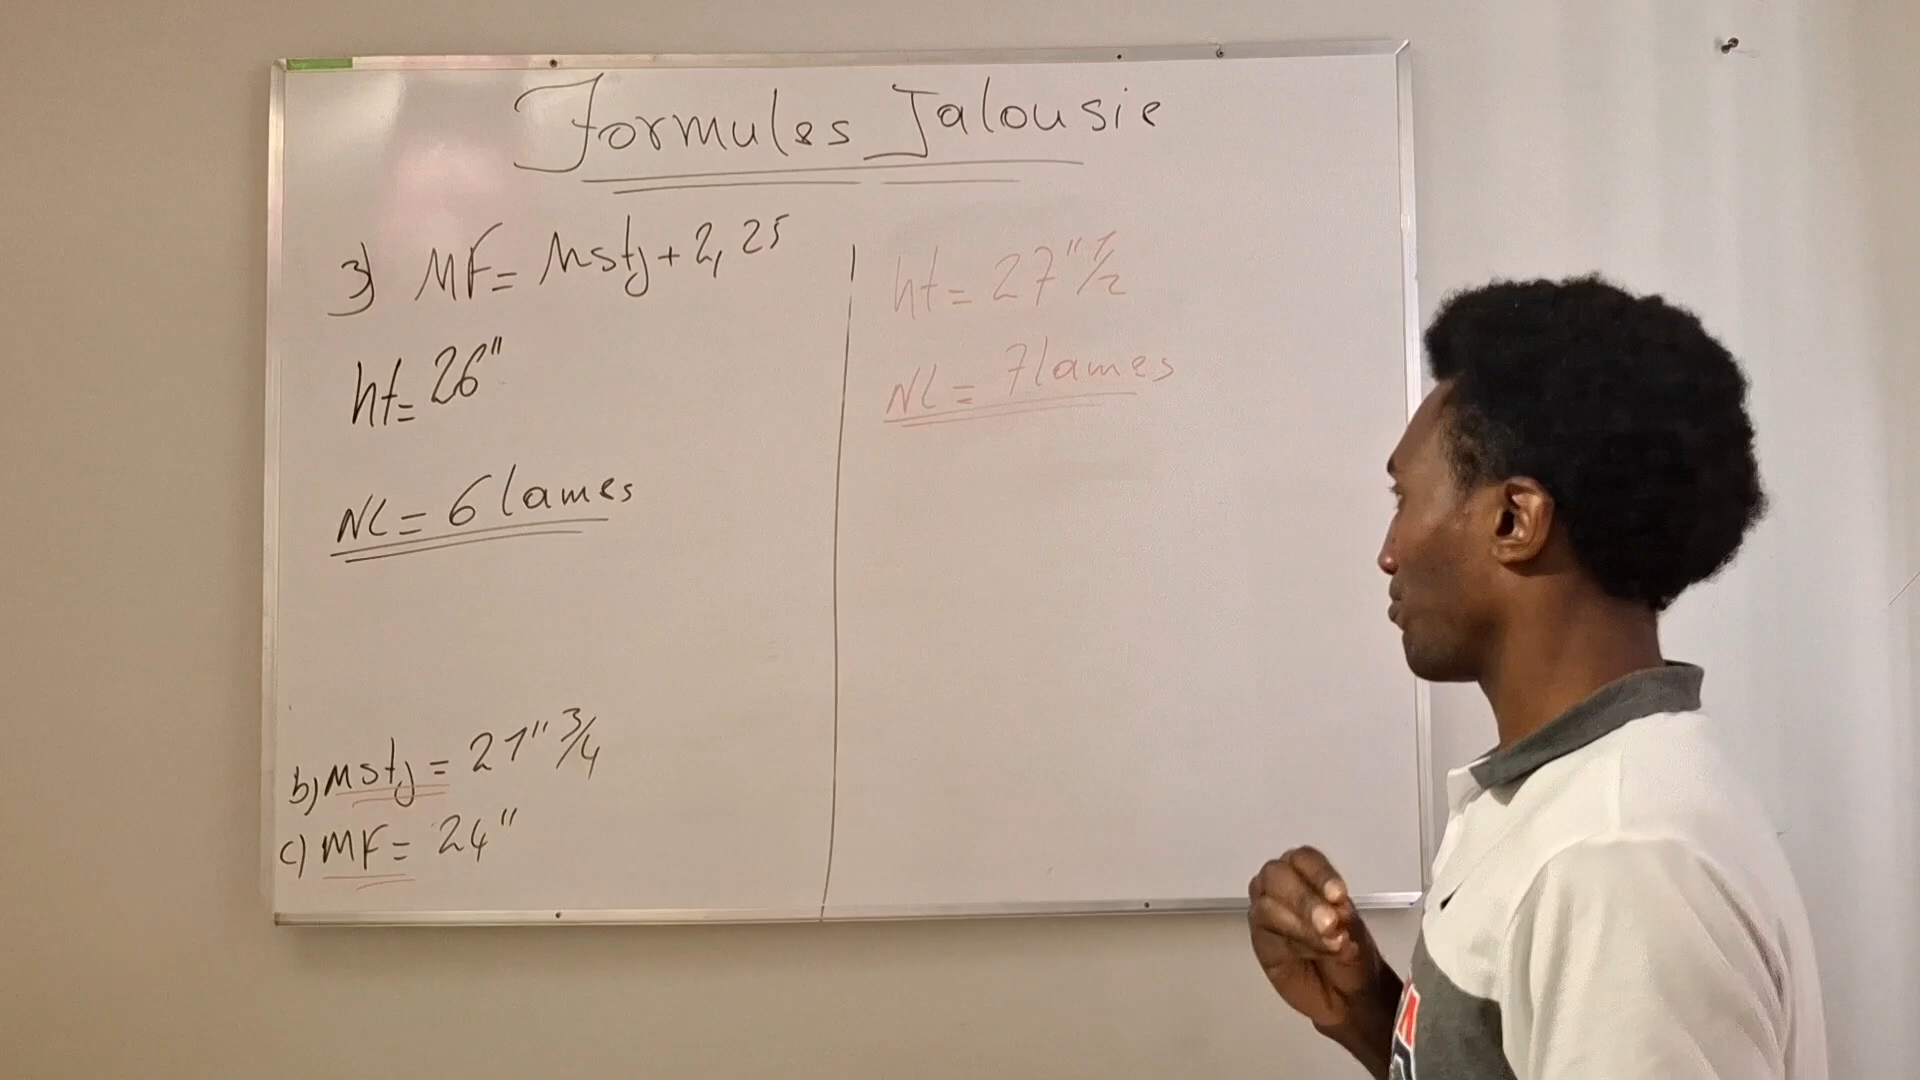 Formules Jalousie
3) MF = Mstj + 2,25
ht = 26"
NL = 6 lames
b) Mstj = 21" 3/4
c) MF = 24"
ht = 27" 1/2
NL = 7 lames